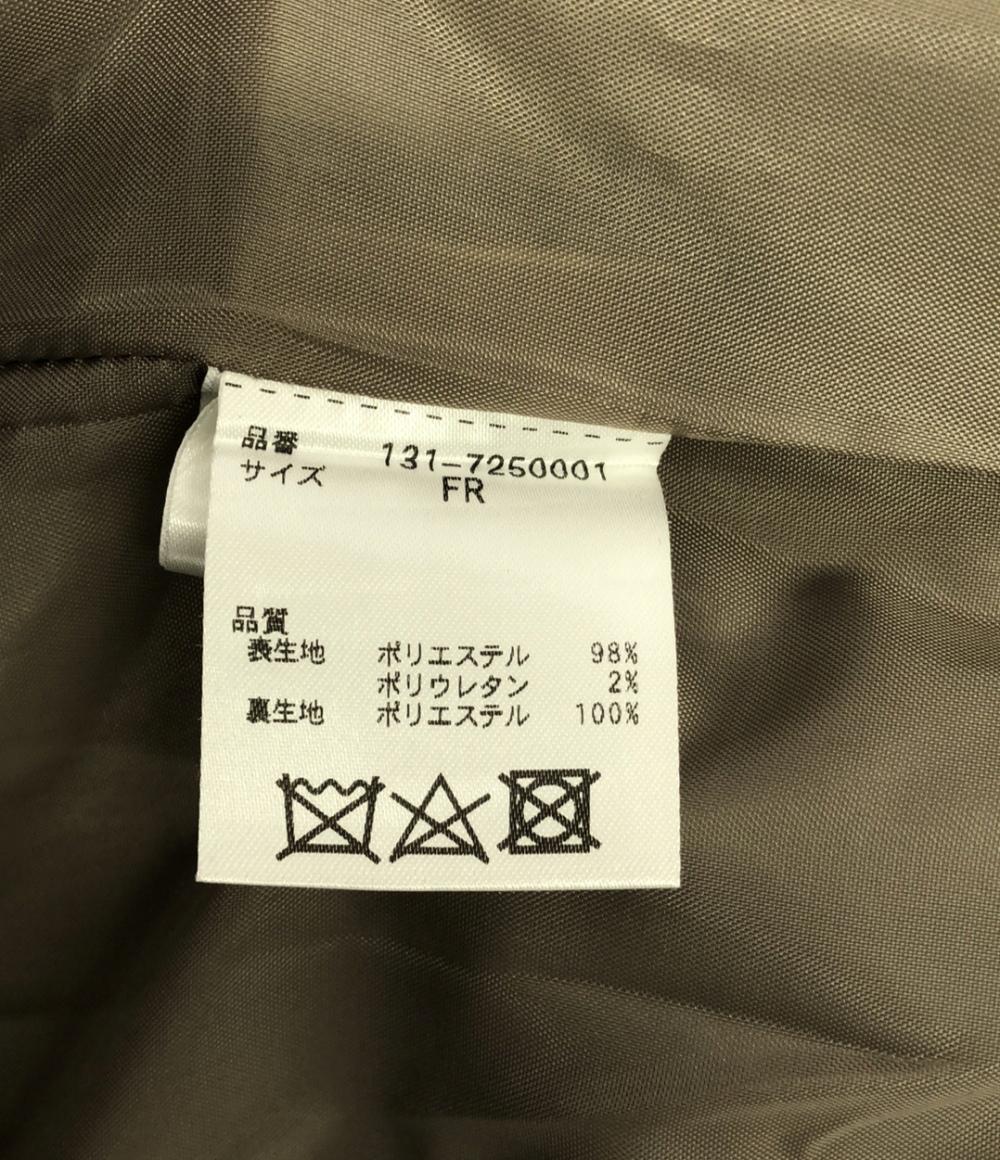 品番 131-7250001
サイズ FR
品質
表生地 ポリエステル 98%
ポリウレタン 2%
裏生地 ポリエステル 100%